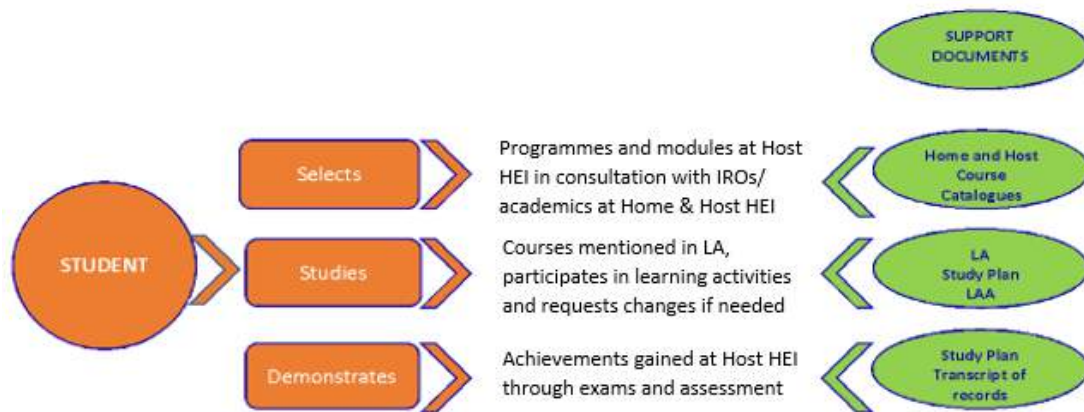 SUPPORT
DOCUMENTS
Selects
Programmes and modules at Host
HEI in consultation with IROs/
academics at Home & Host HEI
Home and Host
Course
Catalogues
STUDENT
Studies
Courses mentioned in LA,
participates in learning activities
and requests changes if needed
LA
Study Plan
LAA
Demonstrates
Achievements gained at Host HEI
through exams and assessment
Study Plan
Transcript of
records